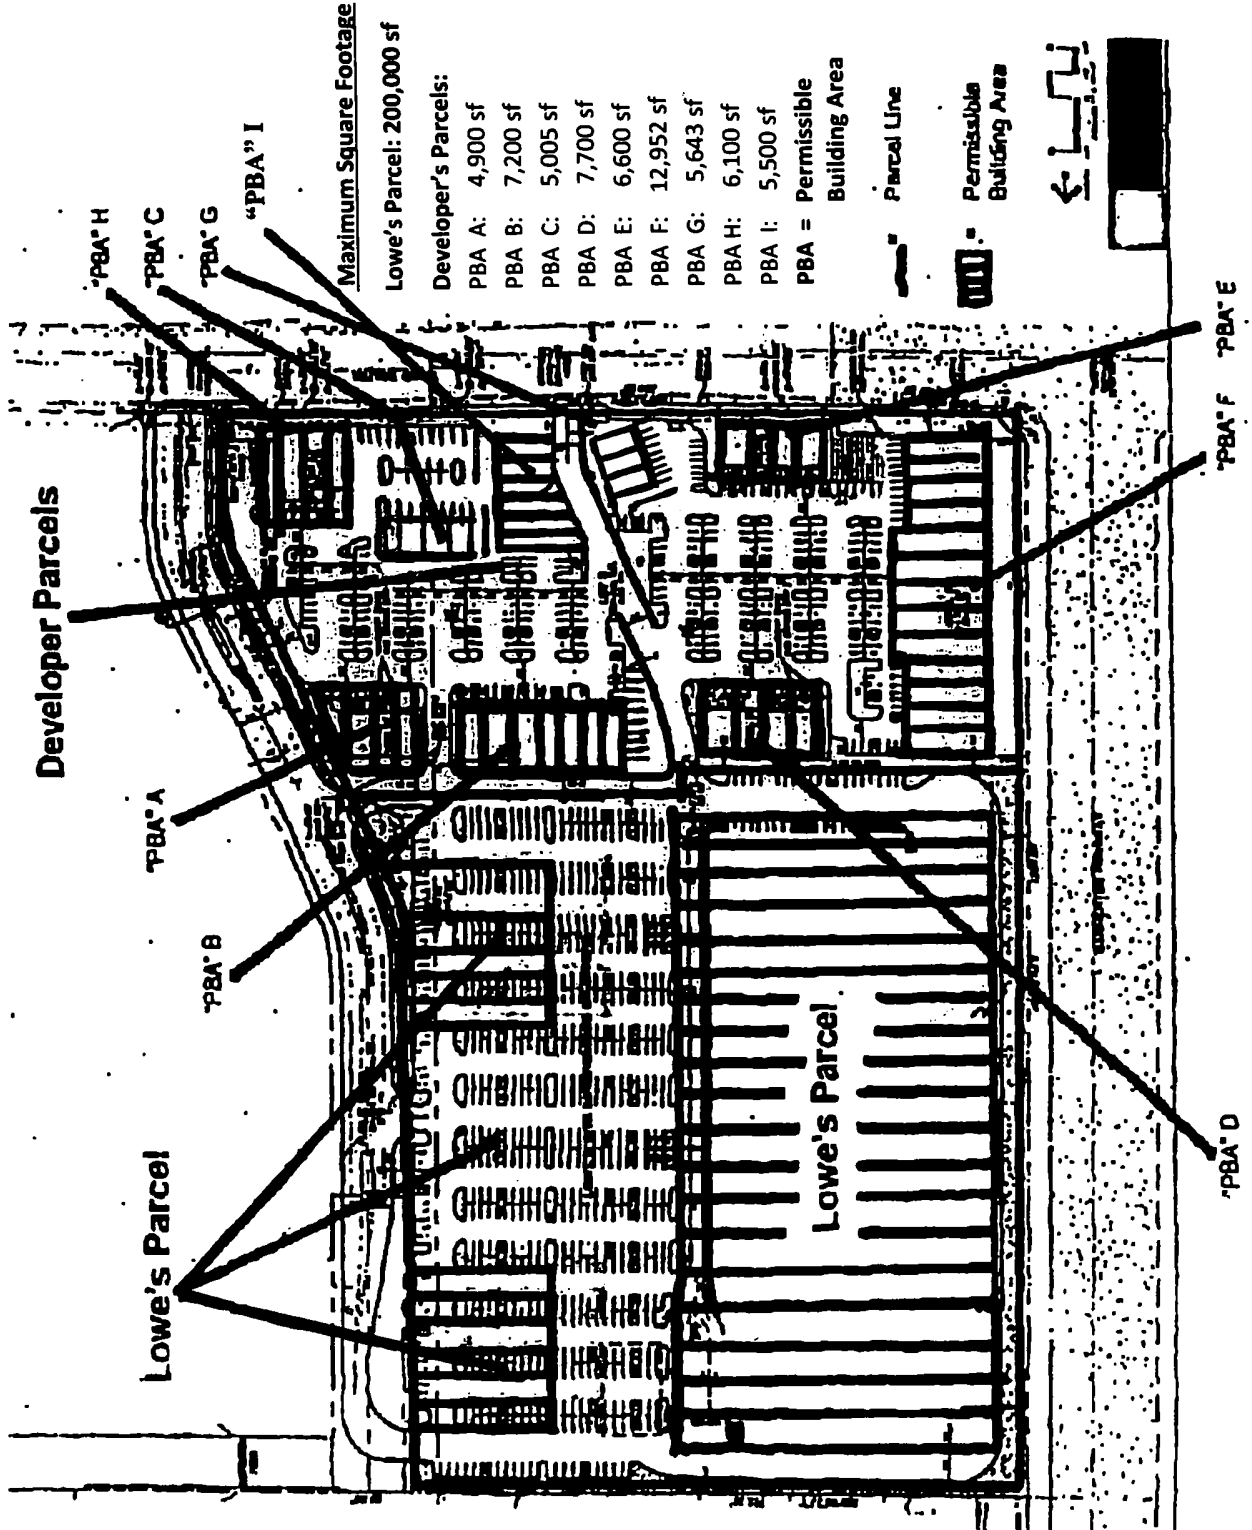 Maximum Square Footage
Lowe's Parcel: 200,000 sf
Developer's Parcels:
PBA A: 4,900 sf
PBA B: 7,200 sf
PBA C: 5,005 sf
PBA D: 7,700 sf
PBA E: 6,600 sf
PBA F: 12,952 sf
PBA G: 5,643 sf
PBA H: 6,100 sf
PBA I: 5,500 sf
PBA = Permissible
Building Area
= Parcel Line
= Permissible
Building Area
Lowe's Parcel
"PBA" B
"PBA" A
Developer Parcels
"PBA" H
"PBA" C
"PBA" G
"PBA" I
Lowe's Parcel
"PBA" D
"PBA" F
"PBA" E